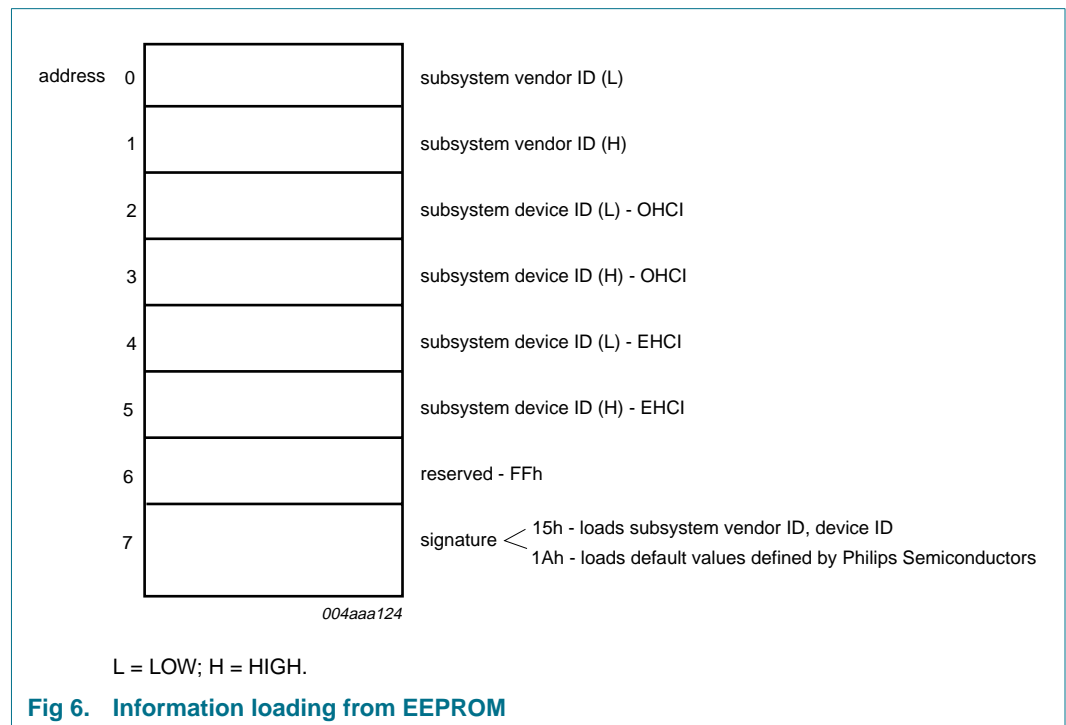 address 0 subsystem vendor ID (L)
1 subsystem vendor ID (H)
2 subsystem device ID (L) - OHCI
3 subsystem device ID (H) - OHCI
4 subsystem device ID (L) - EHCI
5 subsystem device ID (H) - EHCI
6 reserved - FFh
7 signature 15h - loads subsystem vendor ID, device ID
1Ah - loads default values defined by Philips Semiconductors
004aaa124
L = LOW; H = HIGH.
Fig 6. Information loading from EEPROM